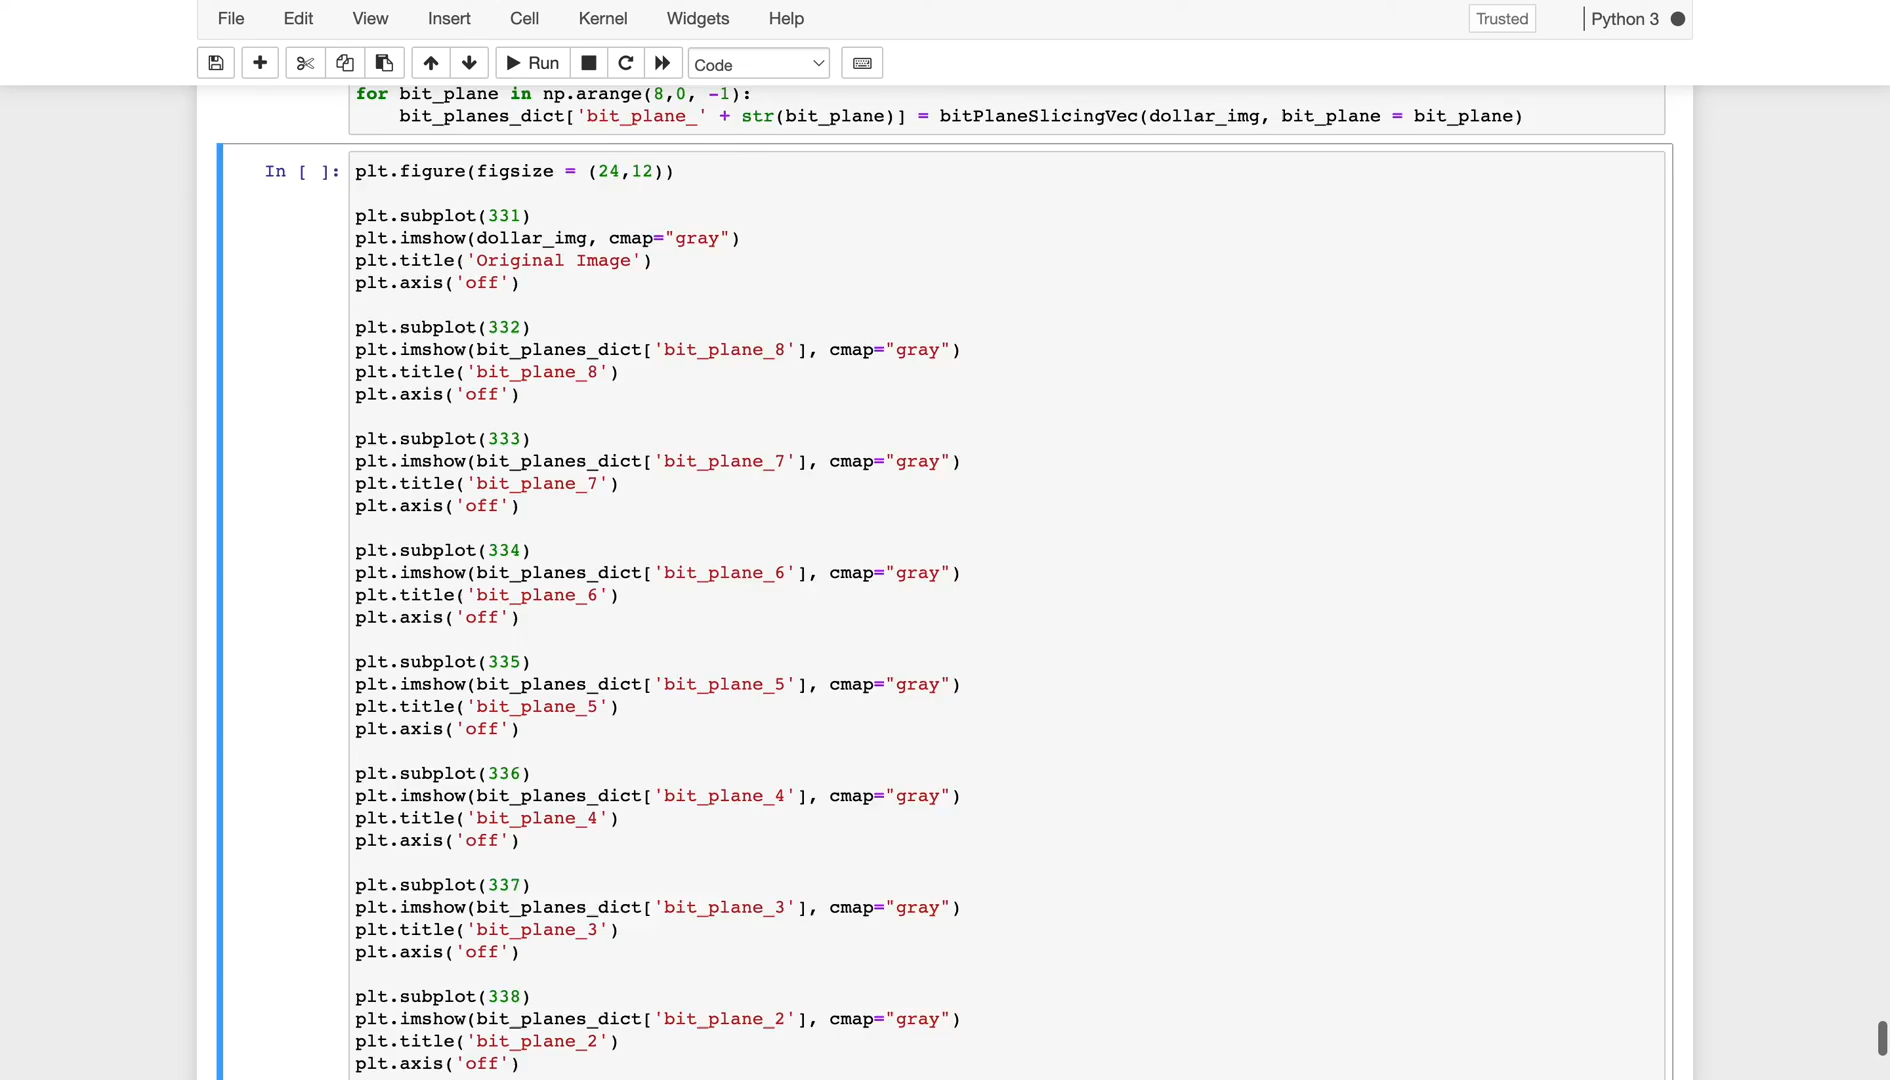 File Edit View Insert Cell Kernel Widgets Help Trusted Python 3
Run Code
for bit_plane in np.arange(8,0, -1):
    bit_planes_dict['bit_plane_' + str(bit_plane)] = bitPlaneSlicingVec(dollar_img, bit_plane = bit_plane)
In [ ]: plt.figure(figsize = (24,12))
plt.subplot(331)
plt.imshow(dollar_img, cmap="gray")
plt.title('Original Image')
plt.axis('off')
plt.subplot(332)
plt.imshow(bit_planes_dict['bit_plane_8'], cmap="gray")
plt.title('bit_plane_8')
plt.axis('off')
plt.subplot(333)
plt.imshow(bit_planes_dict['bit_plane_7'], cmap="gray")
plt.title('bit_plane_7')
plt.axis('off')
plt.subplot(334)
plt.imshow(bit_planes_dict['bit_plane_6'], cmap="gray")
plt.title('bit_plane_6')
plt.axis('off')
plt.subplot(335)
plt.imshow(bit_planes_dict['bit_plane_5'], cmap="gray")
plt.title('bit_plane_5')
plt.axis('off')
plt.subplot(336)
plt.imshow(bit_planes_dict['bit_plane_4'], cmap="gray")
plt.title('bit_plane_4')
plt.axis('off')
plt.subplot(337)
plt.imshow(bit_planes_dict['bit_plane_3'], cmap="gray")
plt.title('bit_plane_3')
plt.axis('off')
plt.subplot(338)
plt.imshow(bit_planes_dict['bit_plane_2'], cmap="gray")
plt.title('bit_plane_2')
plt.axis('off')